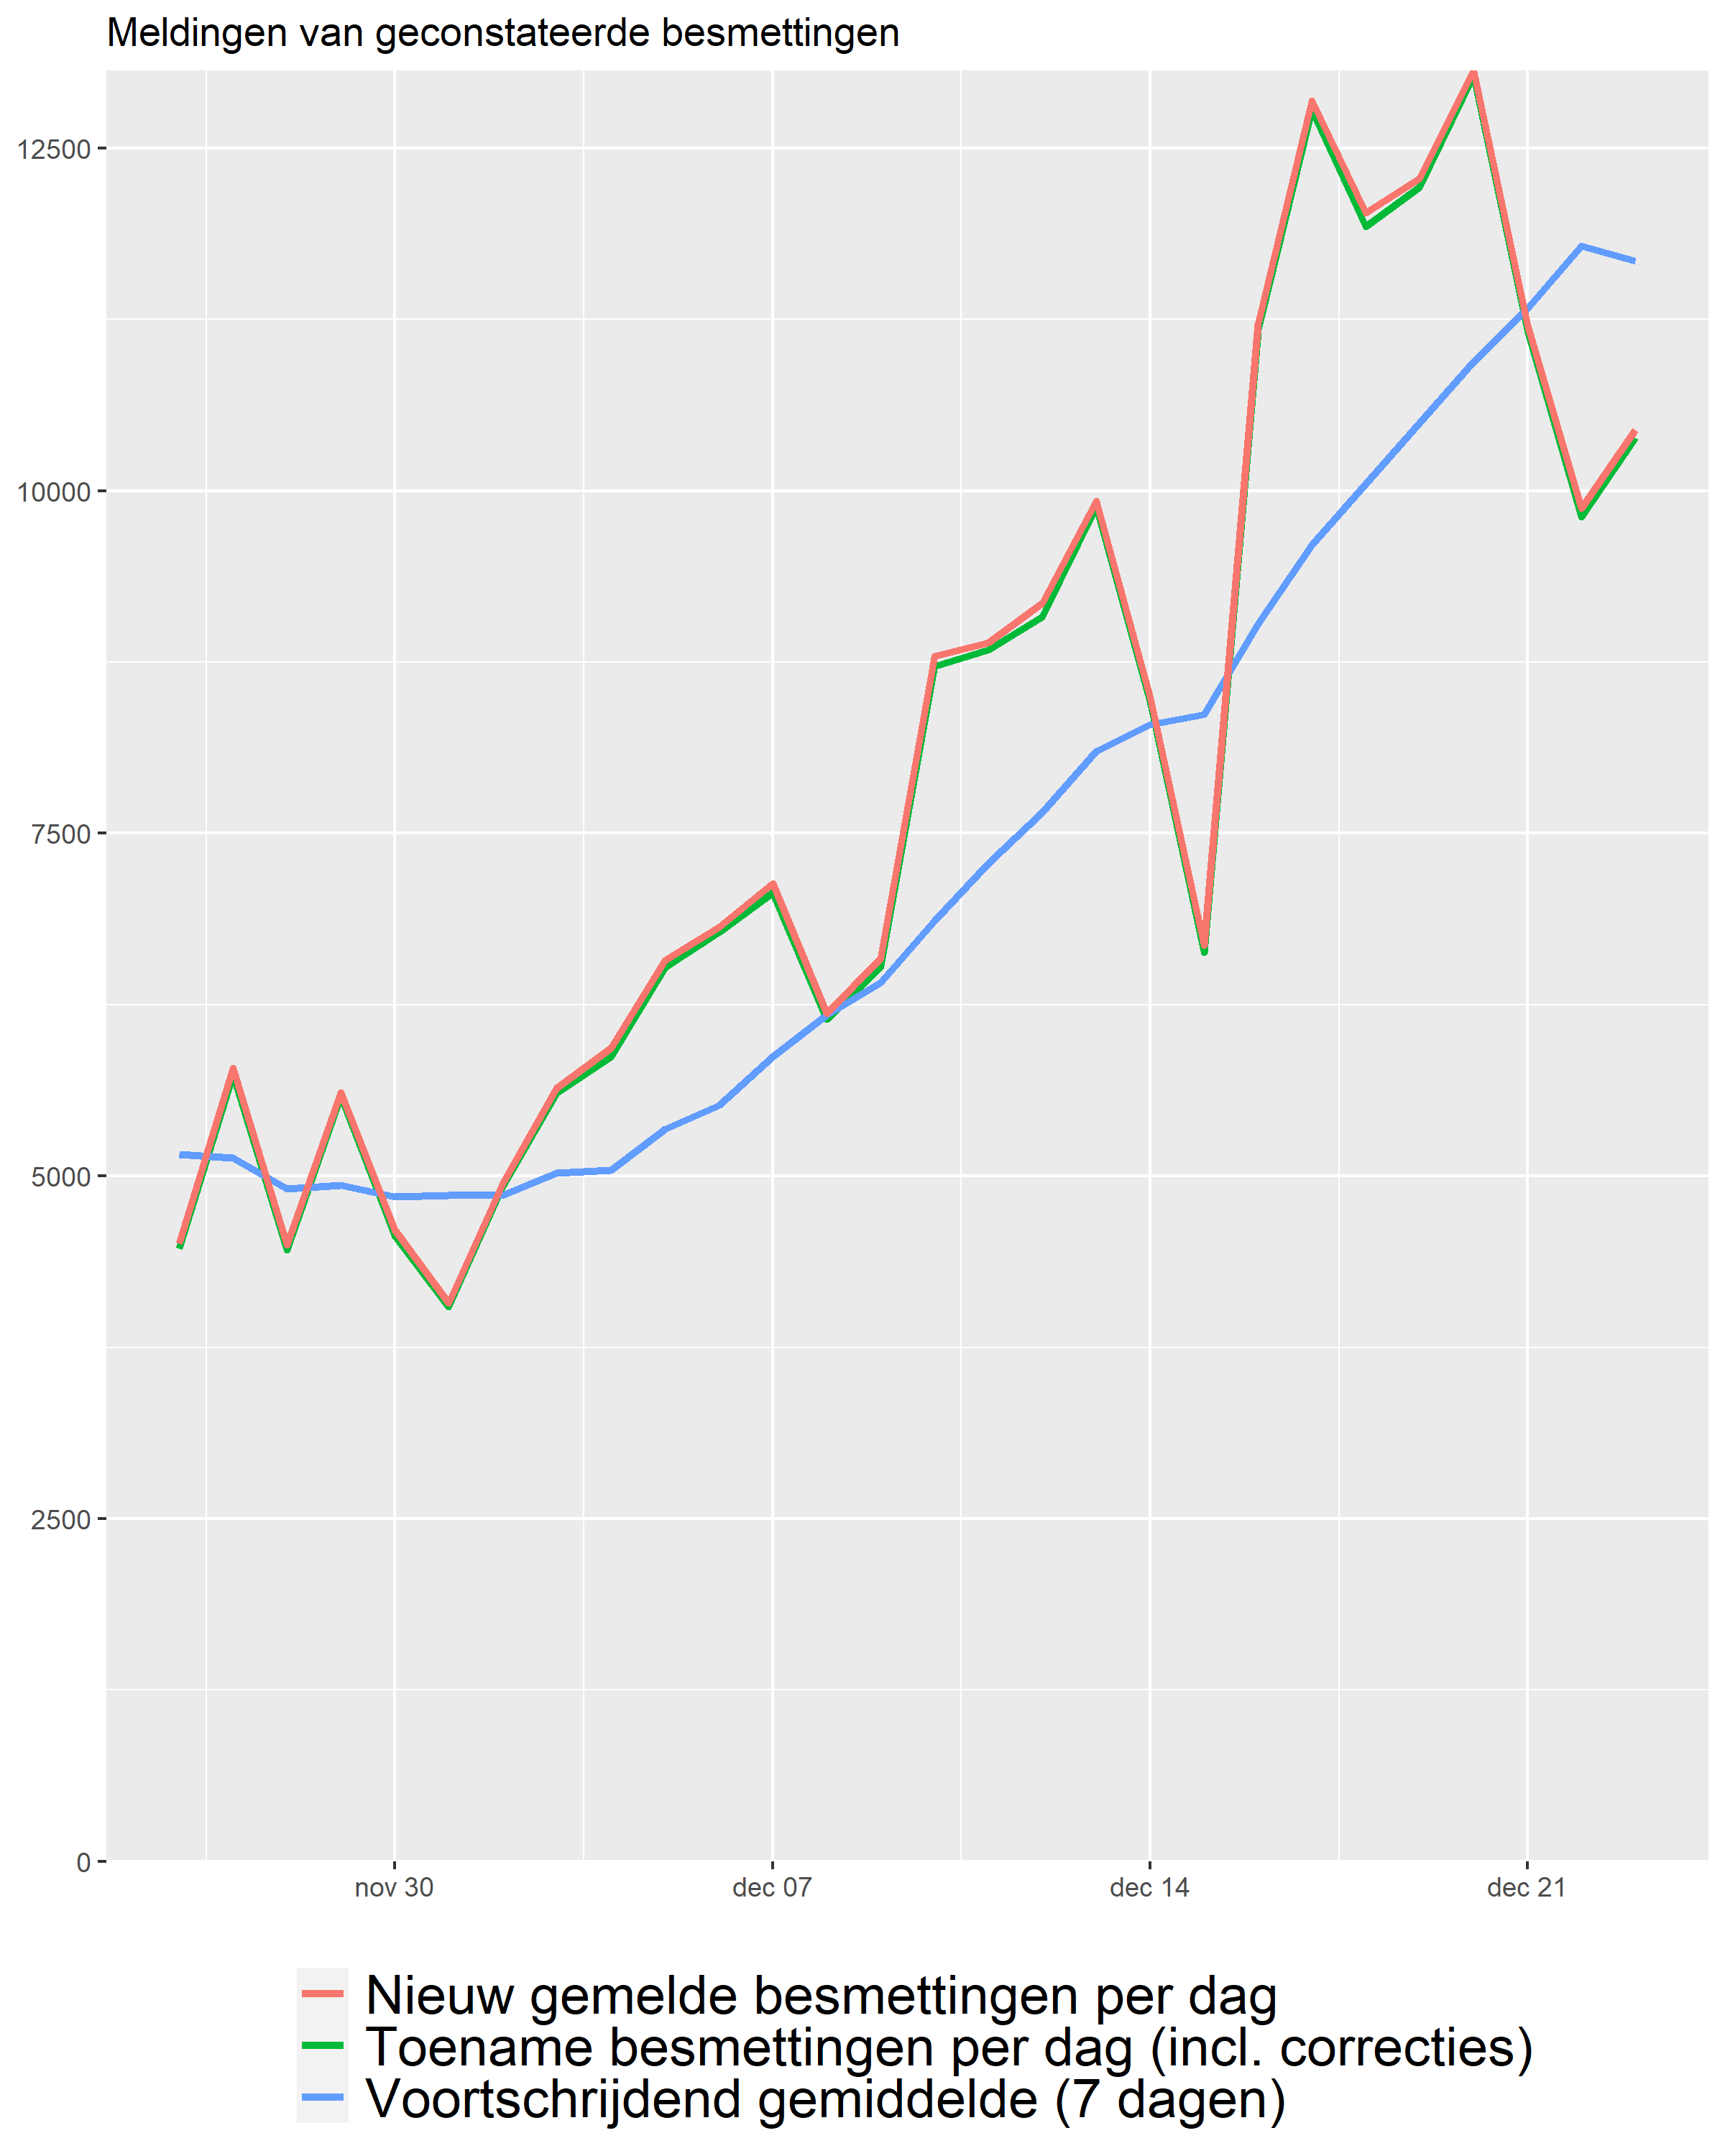 Meldingen van geconstateerde besmettingen
12500
10000
7500
5000
2500
0
nov 30 dec 07 dec 14 dec 21
Nieuw gemelde besmettingen per dag
Toename besmettingen per dag (incl. correcties)
Voortschrijdend gemiddelde (7 dagen)